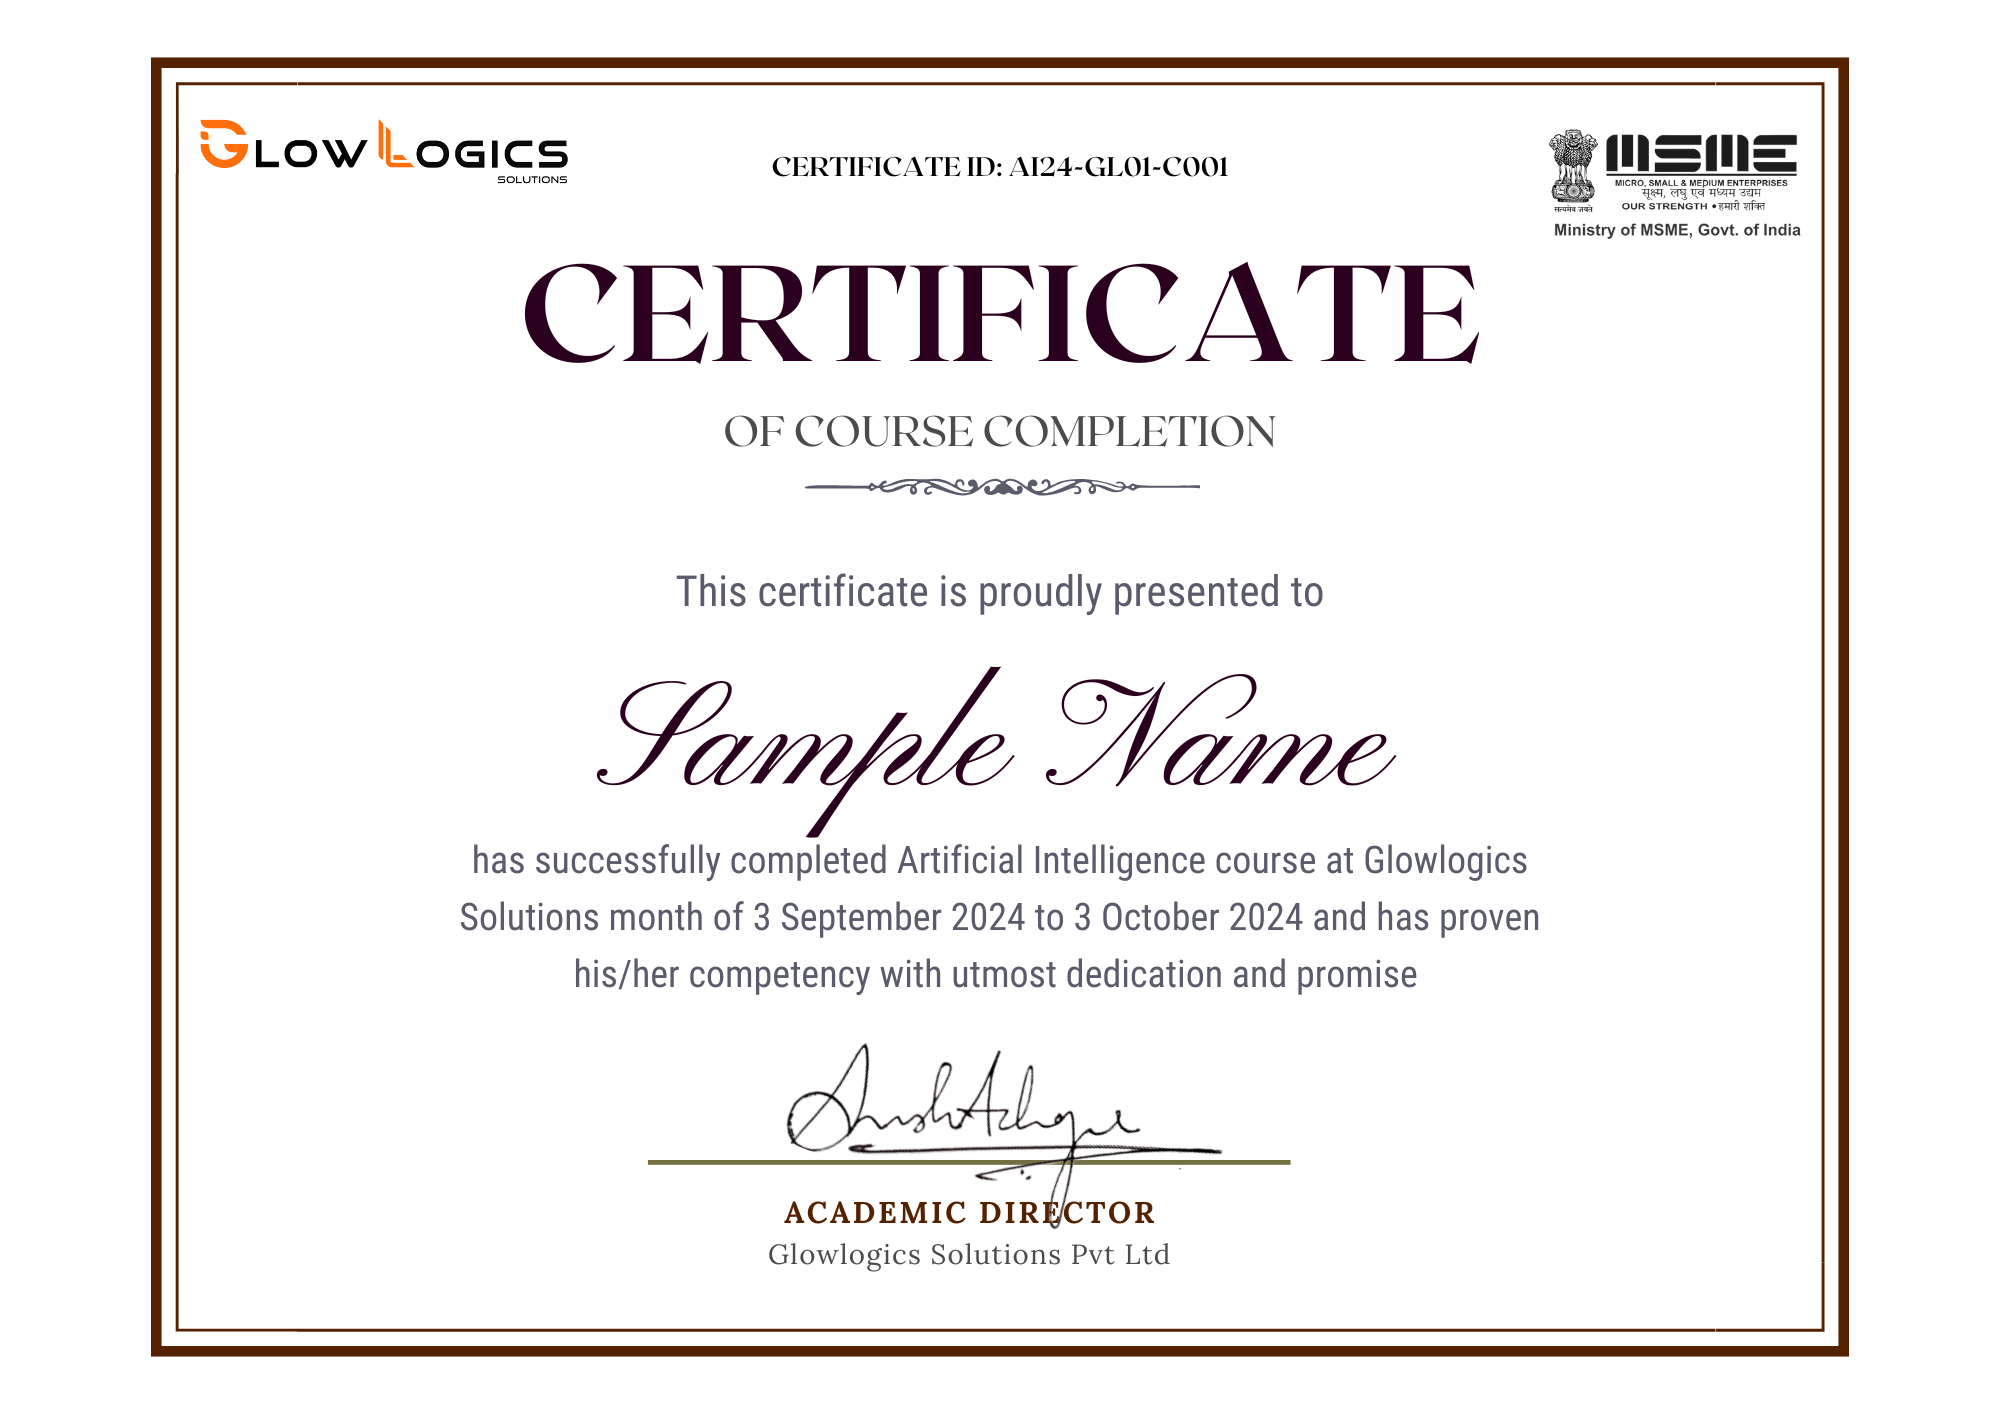 GLOW LOGICS
SOLUTIONS
CERTIFICATE ID: AI24-GL01-C001
सत्यमेव जयते
MSME
MICRO, SMALL & MEDIUM ENTERPRISES
सूक्ष्म, लघु एवं मध्यम उद्यम
OUR STRENGTH • हमारी शक्ति
Ministry of MSME, Govt. of India
CERTIFICATE
OF COURSE COMPLETION
This certificate is proudly presented to
Sample Name
has successfully completed Artificial Intelligence course at Glowlogics
Solutions month of 3 September 2024 to 3 October 2024 and has proven
his/her competency with utmost dedication and promise
ACADEMIC DIRECTOR
Glowlogics Solutions Pvt Ltd